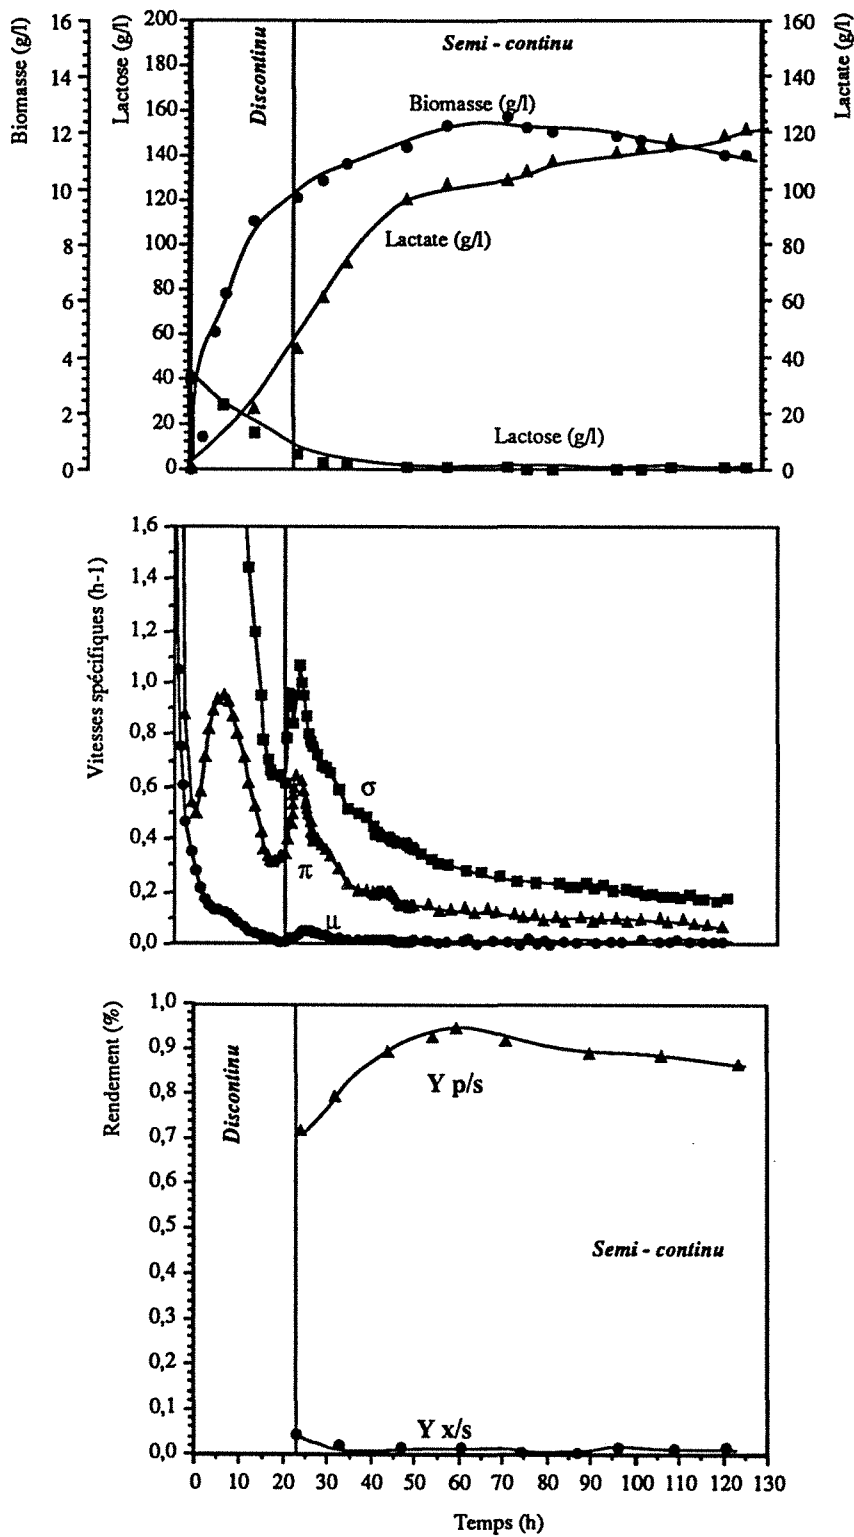 Biomasse (g/l)
16
14
12
10
8
6
4
2
0
Lactose (g/l)
200
180
160
140
120
100
80
60
40
20
0
Discontinu
Semi - continu
Biomasse (g/l)
Lactate (g/l)
Lactose (g/l)
Lactate (g/l)
160
140
120
100
80
60
40
20
0
Vitesses spécifiques (h-1)
1,6
1,4
1,2
1,0
0,8
0,6
0,4
0,2
0,0
σ
π
μ
Rendement (%)
1,0
0,9
0,8
0,7
0,6
0,5
0,4
0,3
0,2
0,1
0,0
Discontinu
Y p/s
Semi - continu
Y x/s
0 10 20 30 40 50 60 70 80 90 100 110 120 130
Temps (h)